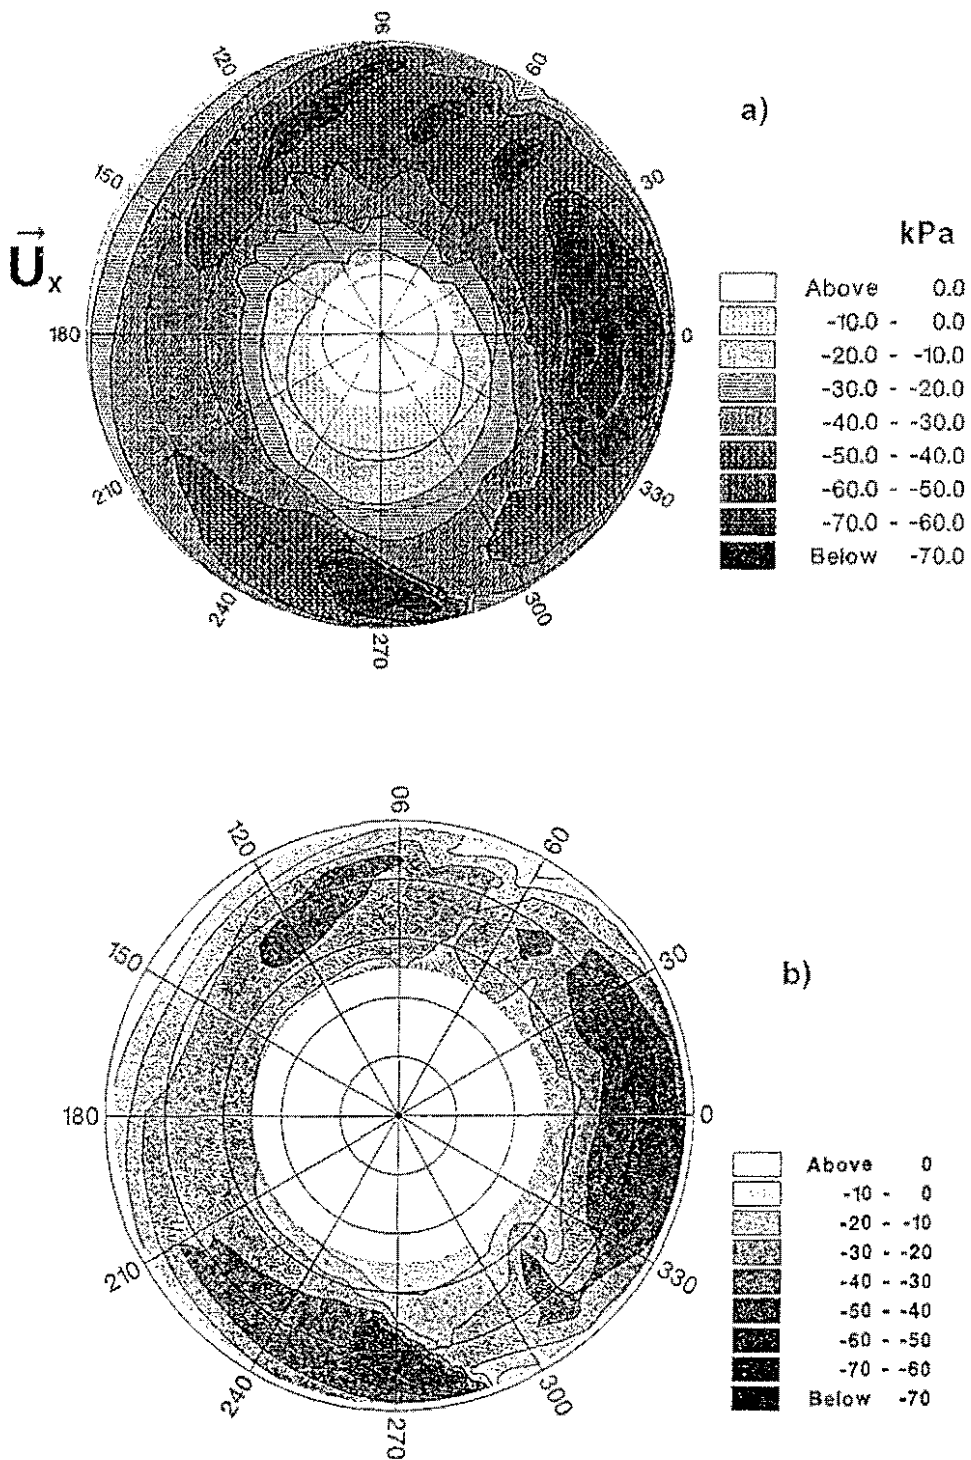 90
120
60
a)
150
30
kPa
U⃗x
Above 0.0
-10.0 - 0.0
180
0
-20.0 - -10.0
-30.0 - -20.0
-40.0 - -30.0
-50.0 - -40.0
210
330
-60.0 - -50.0
-70.0 - -60.0
Below -70.0
240
300
270
90
120
60
150
30
b)
180
0
Above 0
-10 - 0
-20 - -10
210
330
-30 - -20
-40 - -30
-50 - -40
-60 - -50
-70 - -60
240
300
Below -70
270